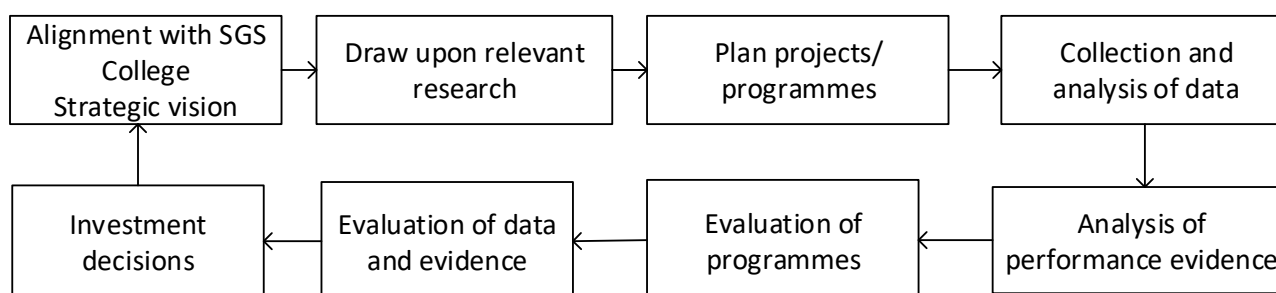 Alignment with SGS
College
Strategic vision
Draw upon relevant
research
Plan projects/
programmes
Collection and
analysis of data
Investment
decisions
Evaluation of data
and evidence
Evaluation of
programmes
Analysis of
performance evidence